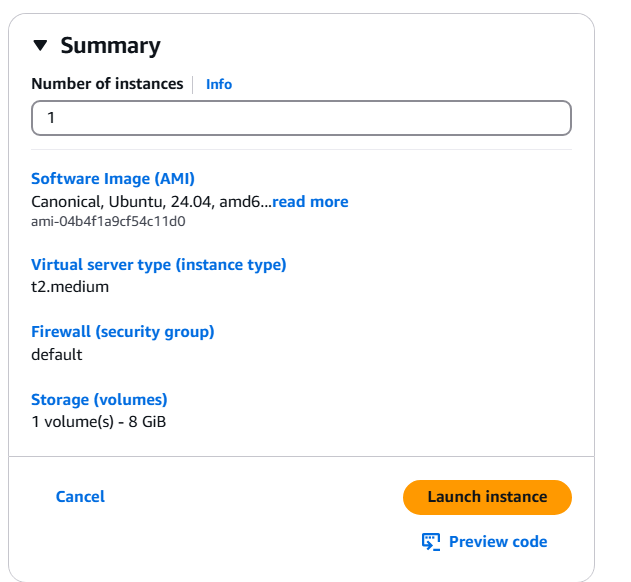 Summary
Number of instances Info
1
Software Image (AMI)
Canonical, Ubuntu, 24.04, amd6...read more
ami-04b4f1a9cf54c11d0
Virtual server type (instance type)
t2.medium
Firewall (security group)
default
Storage (volumes)
1 volume(s) - 8 GiB
Cancel Launch instance
Preview code